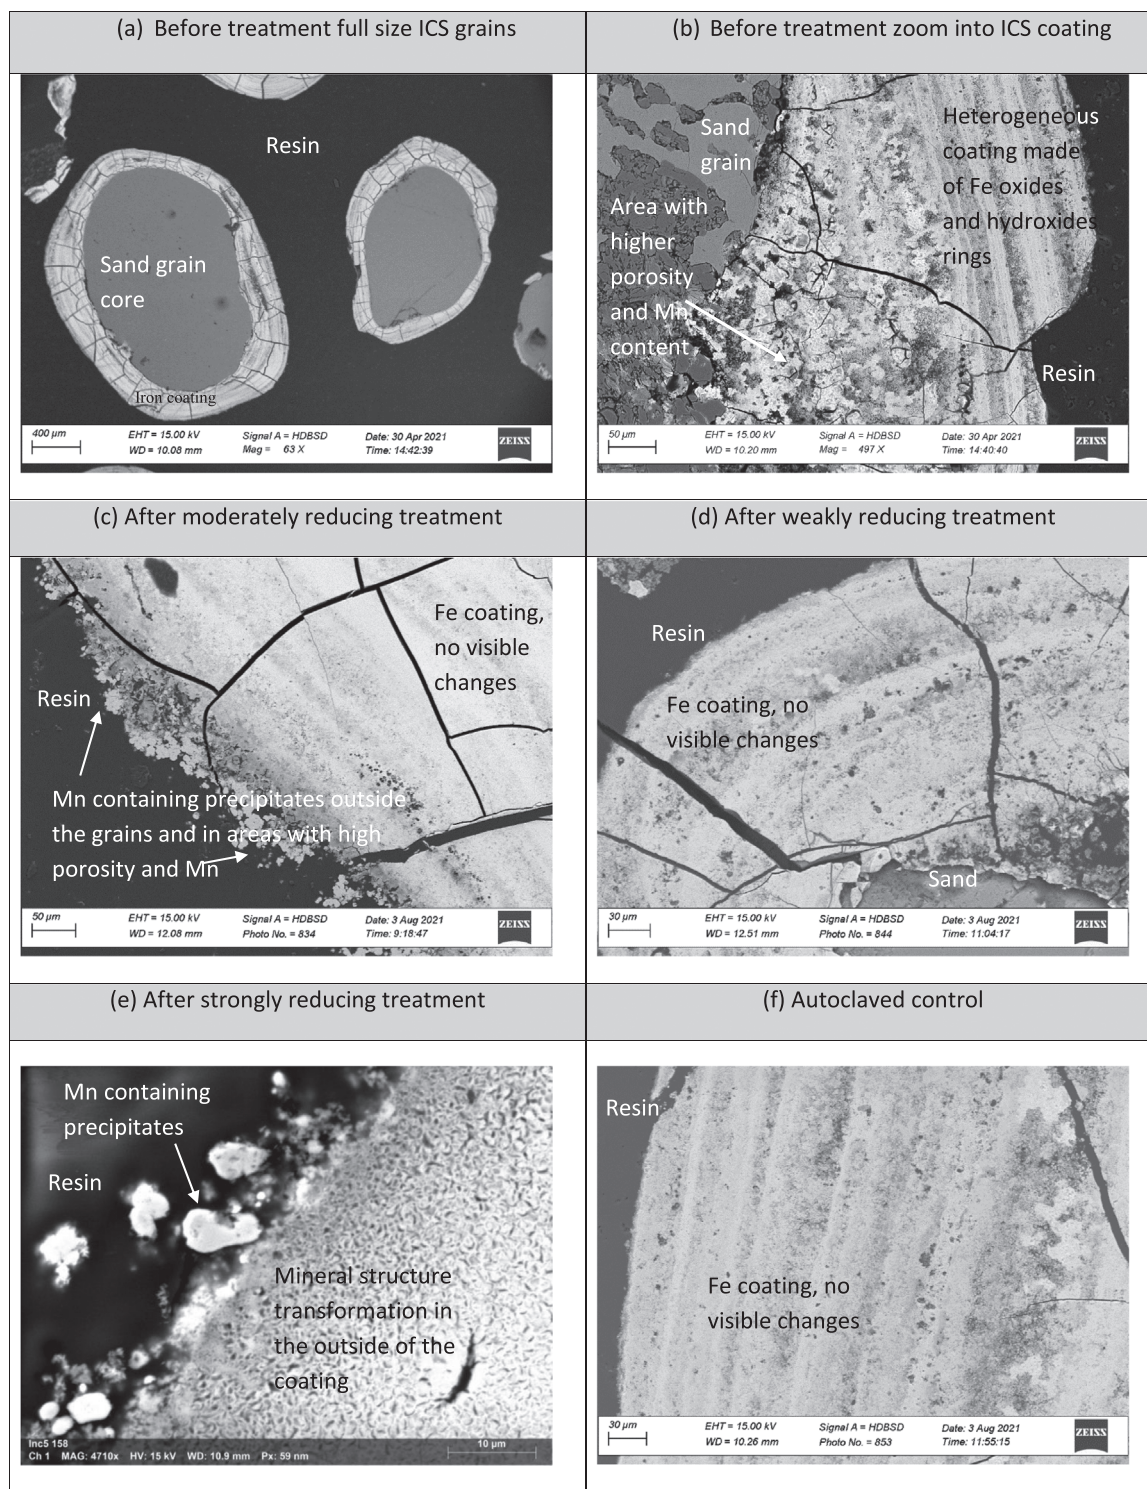 (a) Before treatment full size ICS grains
Resin
Sand grain
core
Iron coating
400 µm
EHT = 15.00 kV
WD = 10.08 mm
Signal A = HDBSD
Mag = 63 X
Date: 30 Apr 2021
Time: 14:42:39
ZEISS
(b) Before treatment zoom into ICS coating
Sand
grain
Heterogeneous
coating made
of Fe oxides
and hydroxides
rings
Area with
higher
porosity
and Mn
content
Resin
50 µm
EHT = 15.00 kV
WD = 10.20 mm
Signal A = HDBSD
Mag = 497 X
Date: 30 Apr 2021
Time: 14:40:40
ZEISS
(c) After moderately reducing treatment
Fe coating,
no visible
changes
Resin
Mn containing precipitates outside
the grains and in areas with high
porosity and Mn
50 µm
EHT = 15.00 kV
WD = 12.08 mm
Signal A = HDBSD
Photo No. = 834
Date: 3 Aug 2021
Time: 9:18:47
ZEISS
(d) After weakly reducing treatment
Resin
Fe coating, no
visible changes
Sand
30 µm
EHT = 15.00 kV
WD = 12.51 mm
Signal A = HDBSD
Photo No. = 844
Date: 3 Aug 2021
Time: 11:04:17
ZEISS
(e) After strongly reducing treatment
Mn containing
precipitates
Resin
Mineral structure
transformation in
the outside of the
coating
Inc5 158
Ch 1 MAG: 4710x HV: 15 kV WD: 10.9 mm Px: 59 nm
10 µm
(f) Autoclaved control
Resin
Fe coating, no
visible changes
30 µm
EHT = 15.00 kV
WD = 10.26 mm
Signal A = HDBSD
Photo No. = 853
Date: 3 Aug 2021
Time: 11:55:15
ZEISS